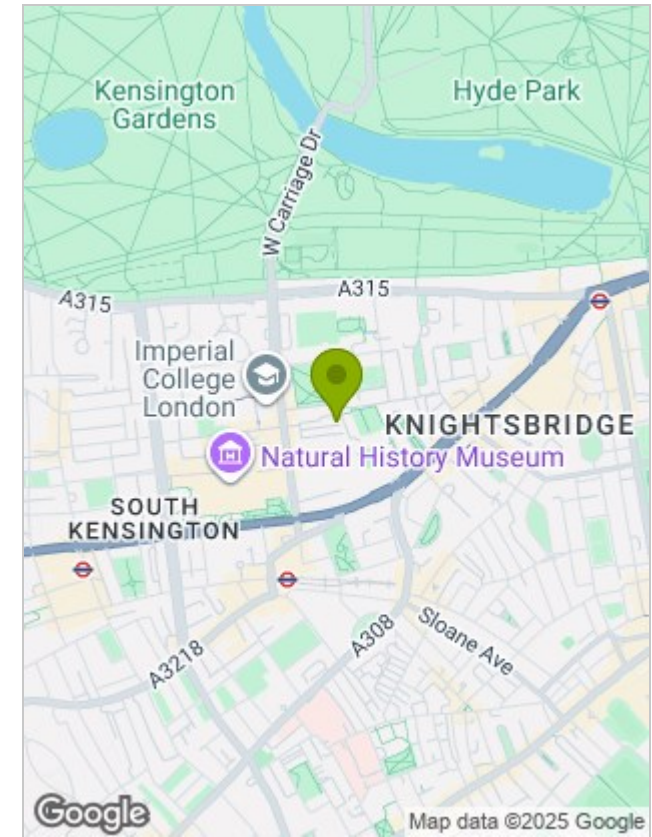 Kensington
Gardens
Hyde Park
W Carriage Dr
A315
A315
Imperial
College
London
KNIGHTSBRIDGE
Natural History Museum
SOUTH
KENSINGTON
Sloane Ave
A308
A3218
Google
Map data ©2025 Google